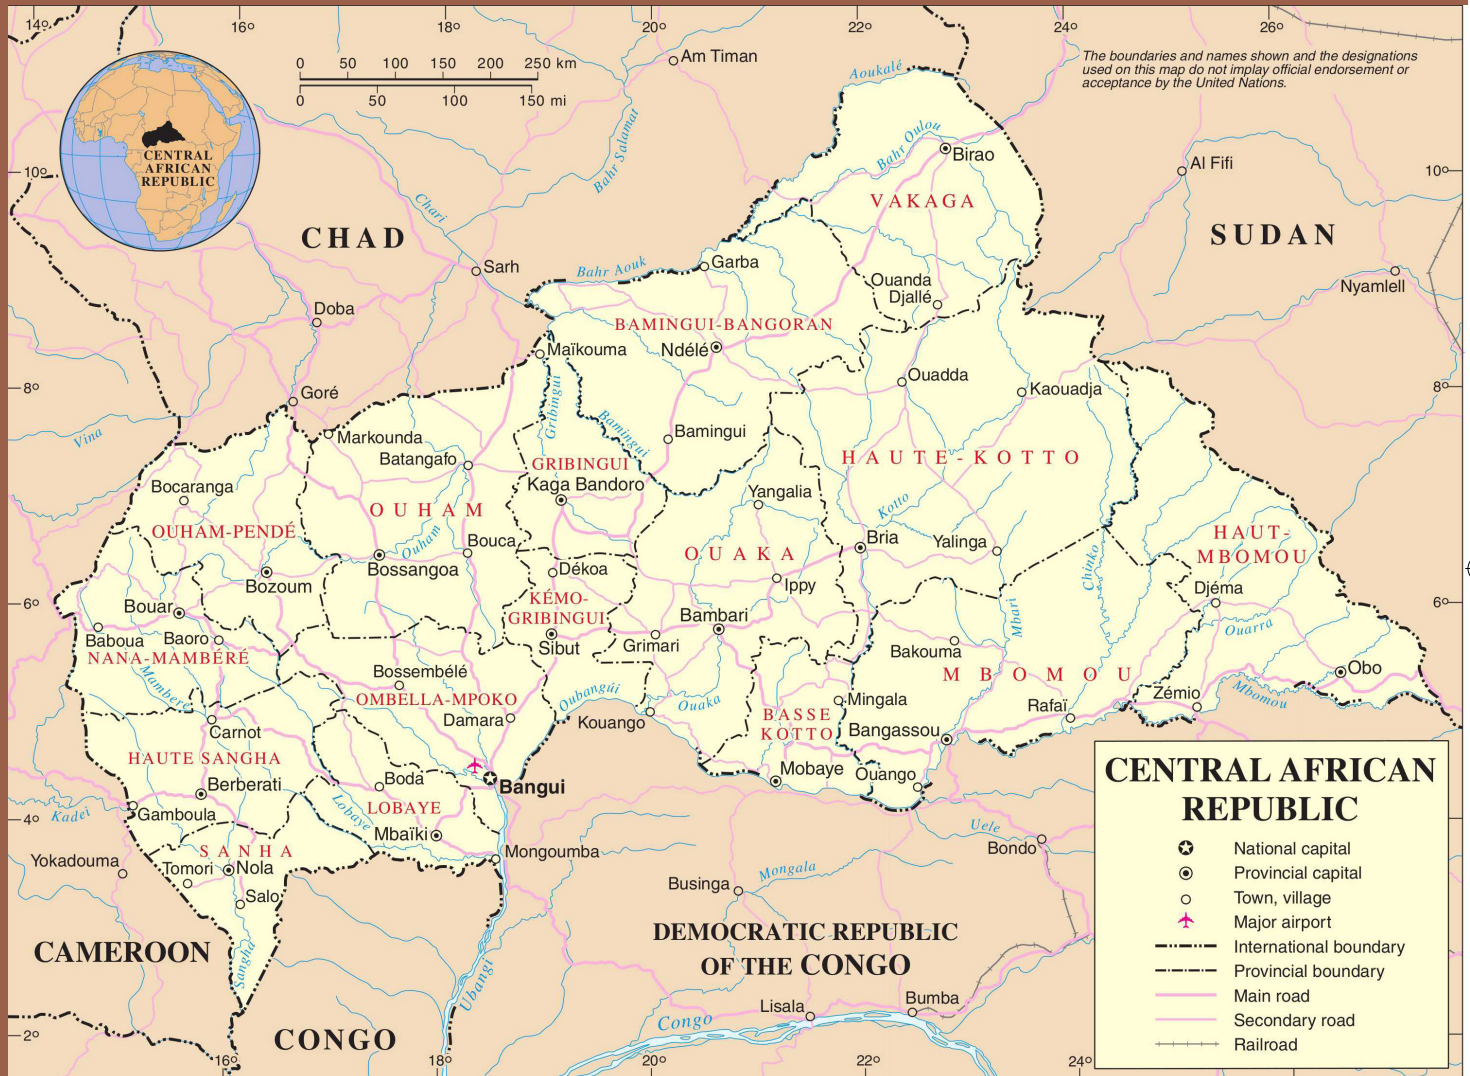 14°
16°
18°
20°
22°
24°
26°
The boundaries and names shown and the designations
used on this map do not implay official endorsement or
acceptance by the United Nations.
0 50 100 150 200 250 km
0 50 100 150 mi
CENTRAL
AFRICAN
REPUBLIC
Am Timan
Aoukalé
Bahr Oulou
Birao
Bahr Salamat
Al Fifi
10°
10°
VAKAGA
Chari
CHAD
SUDAN
Sarh
Bahr Aouk
Garba
Ouanda
Djallé
Nyamlell
Doba
BAMINGUI-BANGORAN
Maïkouma
Ndélé
Ouadda
Kaouadja
8°
8°
Goré
Gribingui
Bamingui
Vina
Markounda
Bamingui
Batangafo
HAUTE-KOTTO
GRIBINGUI
Kaga Bandoro
Bocaranga
Yangalia
OUHAM
Kotto
OUHAM-PENDÉ
Ouham
Bouca
OUAKA
Bria
Yalinga
HAUT-
MBOMOU
Bossangoa
Dékoa
Chinko
Bozoum
Ippy
Djéma
6°
6°
Bouar
KÉMO-
GRIBINGUI
Bambari
Mbari
Ouarra
Baboua
Baoro
Sibut
Grimari
Bakouma
NANA-MAMBÉRÉ
Bossembélé
MBOMOU
Obo
Mambere
OMBELLA-MPOKO
Oubangúi
Ouaka
Mingala
Zémio
Mbomou
Damara
Kouango
BASSE
KOTTO
Rafaï
Carnot
Bangassou
HAUTE SANGHA
Mobaye
Ouango
Berberati
Boda
Bangui
Lobaye
LOBAYE
Kadei
Gamboula
Mbaïki
4°
Uele
Bondo
SANHA
Mongoumba
Yokadouma
Tomori
Nola
Mongala
Salo
Businga
CAMEROON
DEMOCRATIC REPUBLIC
OF THE CONGO
Sangha
Ubangi
Lisala
Bumba
Congo
2°
CONGO
16°
18°
20°
22°
24°
CENTRAL AFRICAN
REPUBLIC
National capital
Provincial capital
Town, village
Major airport
International boundary
Provincial boundary
Main road
Secondary road
Railroad